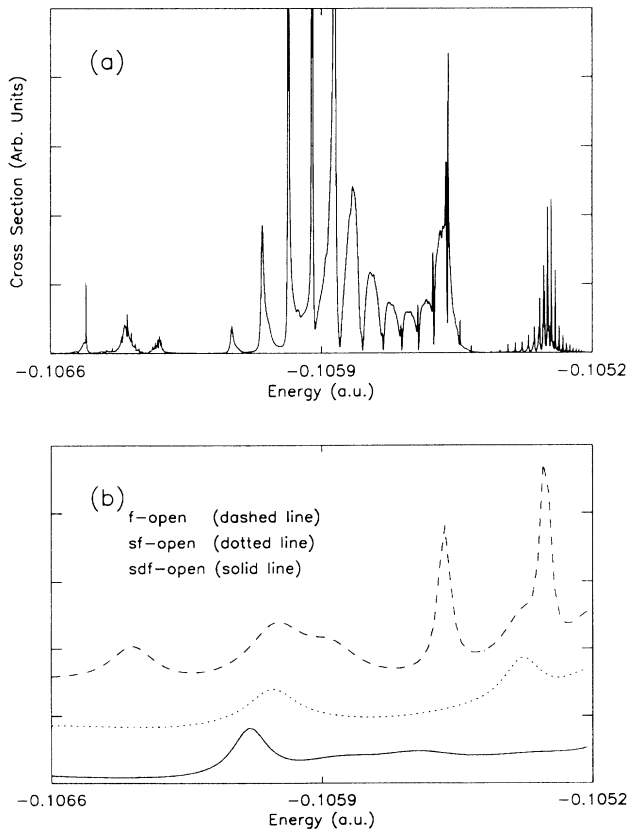 (a)
Cross Section (Arb. Units)
−0.1066
−0.1059
−0.1052
Energy (a.u.)
(b)
f−open (dashed line)
sf−open (dotted line)
sdf−open (solid line)
−0.1066
−0.1059
−0.1052
Energy (a.u.)